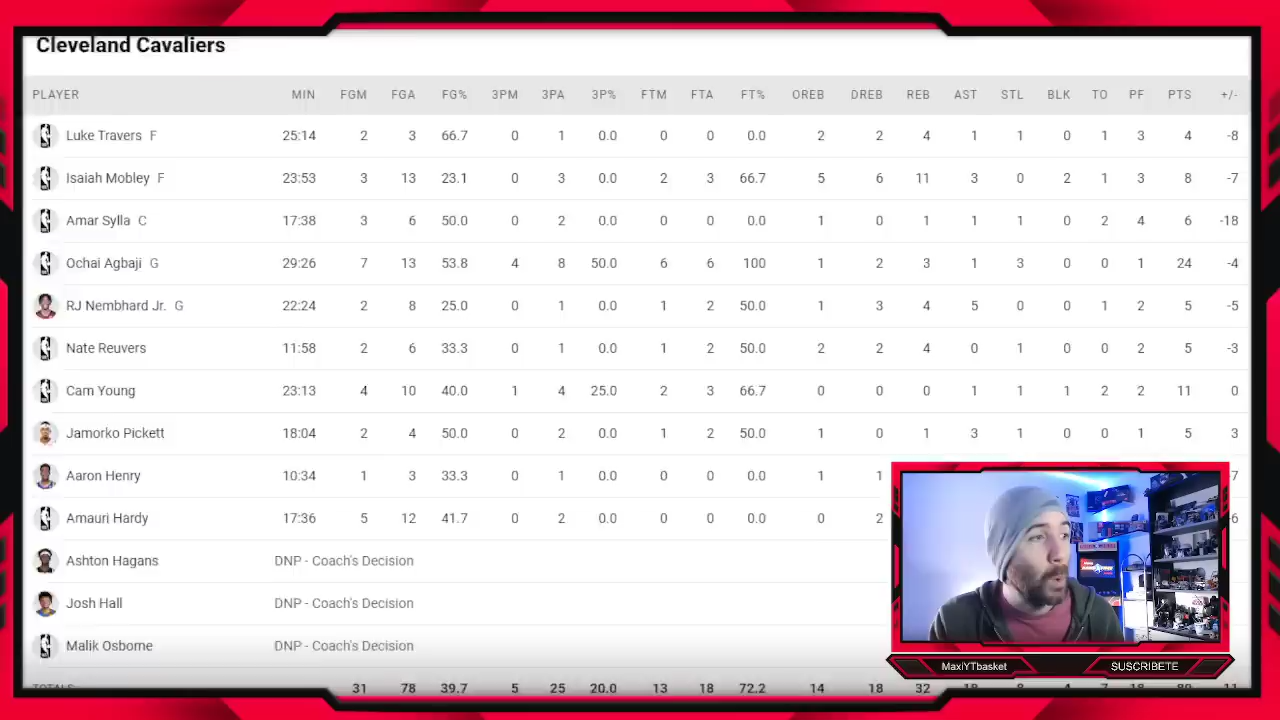 Cleveland Cavaliers
PLAYER MIN FGM FGA FG% 3PM 3PA 3P% FTM FTA FT% OREB DREB REB AST STL BLK TO PF PTS +/-
Luke Travers F 25:14 2 3 66.7 0 1 0.0 0 0 0.0 2 2 4 1 1 0 1 3 4 -8
Isaiah Mobley F 23:53 3 13 23.1 0 3 0.0 2 3 66.7 5 6 11 3 0 2 1 3 8 -7
Amar Sylla C 17:38 3 6 50.0 0 2 0.0 0 0 0.0 1 0 1 1 1 0 2 4 6 -18
Ochai Agbaji G 29:26 7 13 53.8 4 8 50.0 6 6 100 1 2 3 1 3 0 0 1 24 -4
RJ Nembhard Jr. G 22:24 2 8 25.0 0 1 0.0 1 2 50.0 1 3 4 5 0 0 1 2 5 -5
Nate Reuvers 11:58 2 6 33.3 0 1 0.0 1 2 50.0 2 2 4 0 1 0 0 2 5 -3
Cam Young 23:13 4 10 40.0 1 4 25.0 2 3 66.7 0 0 0 1 1 1 2 2 11 0
Jamorko Pickett 18:04 2 4 50.0 0 2 0.0 1 2 50.0 1 0 1 3 1 0 0 1 5 3
Aaron Henry 10:34 1 3 33.3 0 1 0.0 0 0 0.0 1 1
Amauri Hardy 17:36 5 12 41.7 0 2 0.0 0 0 0.0 0 2
Ashton Hagans DNP - Coach's Decision
Josh Hall DNP - Coach's Decision
Malik Osborne DNP - Coach's Decision
TOTALS 31 78 39.7 5 25 20.0 13 18 72.2 14 18 32
MaxiYTbasket
SUSCRIBETE